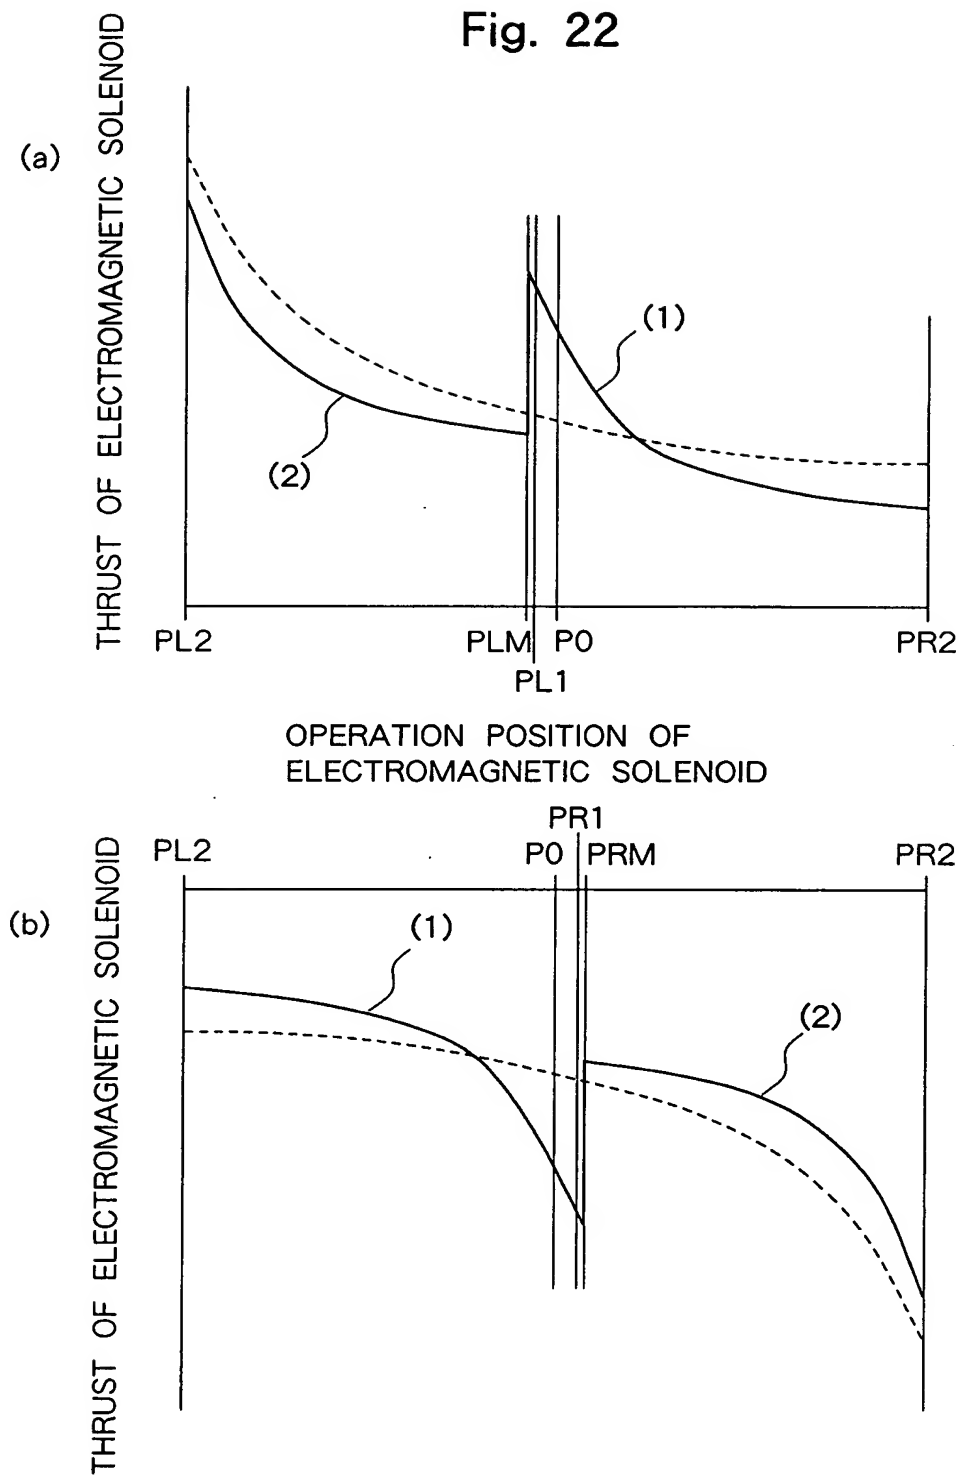 Fig. 22
(a)
THRUST OF ELECTROMAGNETIC SOLENOID
(1)
(2)
PL2
PLM
P0
PR2
PL1
OPERATION POSITION OF
ELECTROMAGNETIC SOLENOID
PR1
PL2
P0
PRM
PR2
(b)
THRUST OF ELECTROMAGNETIC SOLENOID
(1)
(2)